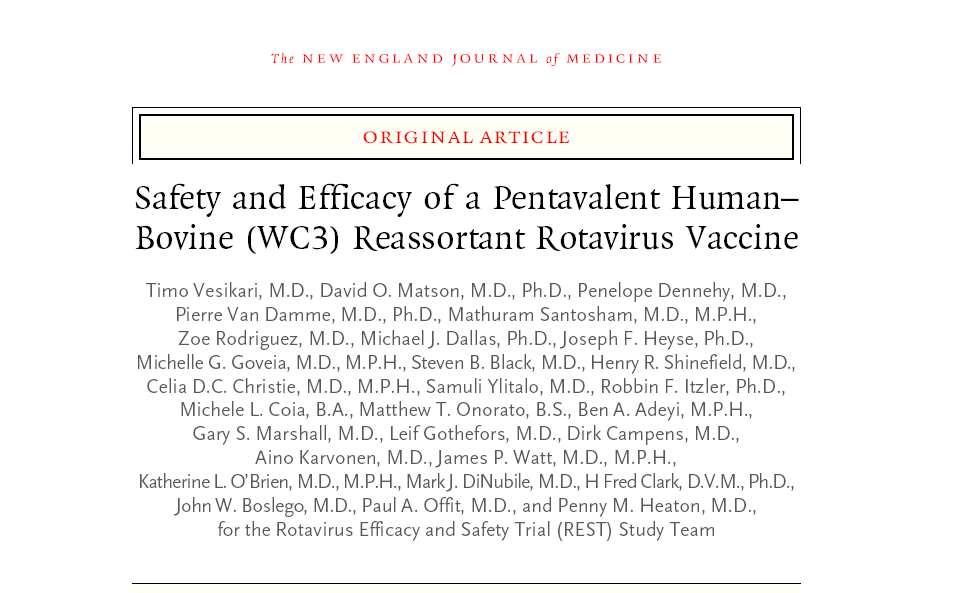 The NEW ENGLAND JOURNAL of MEDICINE
ORIGINAL ARTICLE
Safety and Efficacy of a Pentavalent Human–
Bovine (WC3) Reassortant Rotavirus Vaccine
Timo Vesikari, M.D., David O. Matson, M.D., Ph.D., Penelope Dennehy, M.D.,
Pierre Van Damme, M.D., Ph.D., Mathuram Santosham, M.D., M.P.H.,
Zoe Rodriguez, M.D., Michael J. Dallas, Ph.D., Joseph F. Heyse, Ph.D.,
Michelle G. Goveia, M.D., M.P.H., Steven B. Black, M.D., Henry R. Shinefield, M.D.,
Celia D.C. Christie, M.D., M.P.H., Samuli Ylitalo, M.D., Robbin F. Itzler, Ph.D.,
Michele L. Coia, B.A., Matthew T. Onorato, B.S., Ben A. Adeyi, M.P.H.,
Gary S. Marshall, M.D., Leif Gothefors, M.D., Dirk Campens, M.D.,
Aino Karvonen, M.D., James P. Watt, M.D., M.P.H.,
Katherine L. O’Brien, M.D., M.P.H., Mark J. DiNubile, M.D., H Fred Clark, D.V.M., Ph.D.,
John W. Boslego, M.D., Paul A. Offit, M.D., and Penny M. Heaton, M.D.,
for the Rotavirus Efficacy and Safety Trial (REST) Study Team